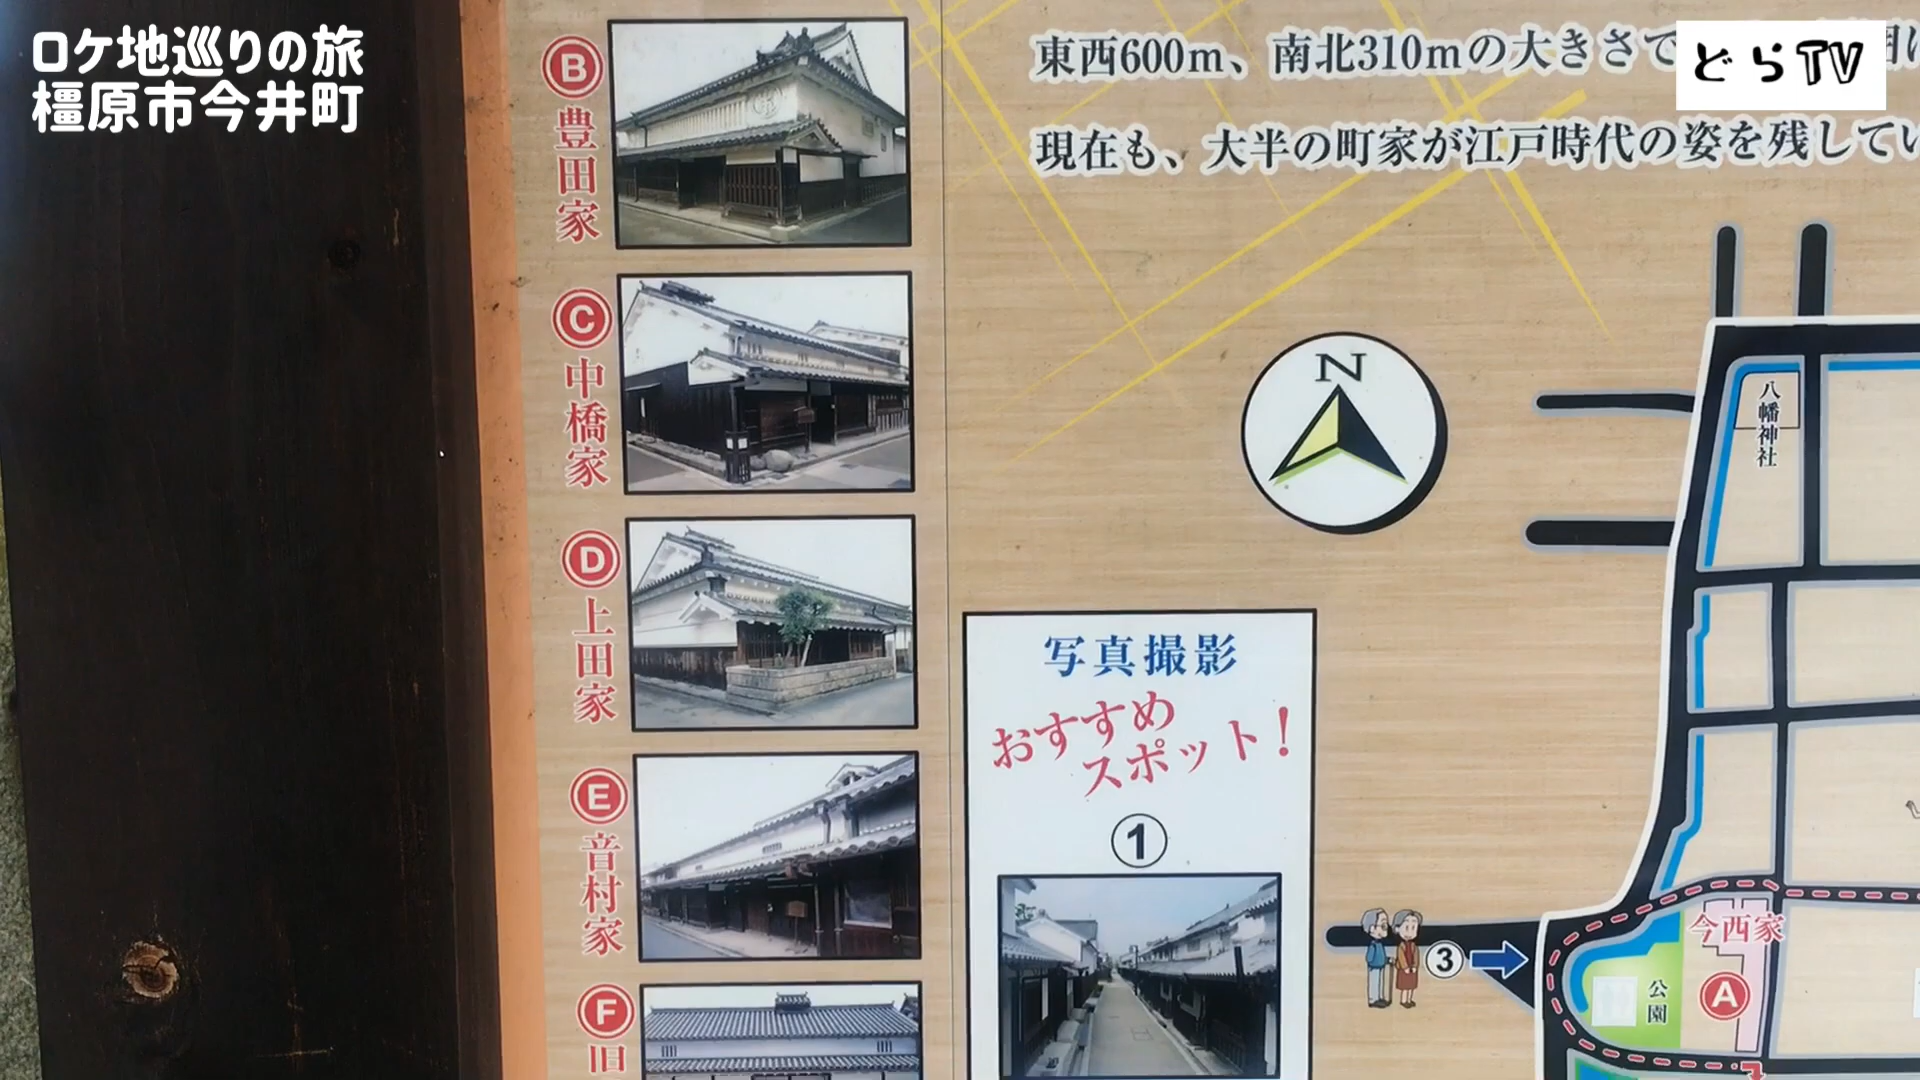 ロケ地巡りの旅
橿原市今井町
どらTV
東西600m、南北310mの大きさで
現在も、大半の町家が江戸時代の姿を残してい
B
豊田家
C
中橋家
D
上田家
E
音村家
F
旧
N
写真撮影
おすすめ
スポット!
①
八幡神社
③
今西家
A
公園